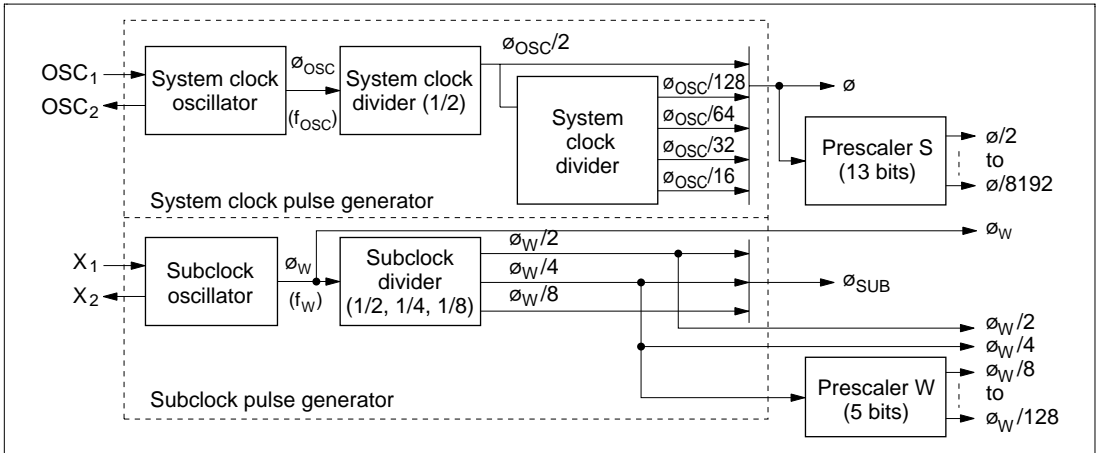 OSC1
OSC2
System clock
oscillator
øOSC
(fOSC)
System clock
divider (1/2)
øOSC/2
System
clock
divider
øOSC/128
øOSC/64
øOSC/32
øOSC/16
ø
Prescaler S
(13 bits)
ø/2
to
ø/8192
System clock pulse generator
X1
X2
Subclock
oscillator
øW
(fW)
Subclock
divider
(1/2, 1/4, 1/8)
øW/2
øW/4
øW/8
øW
øSUB
øW/2
øW/4
Prescaler W
(5 bits)
øW/8
to
øW/128
Subclock pulse generator